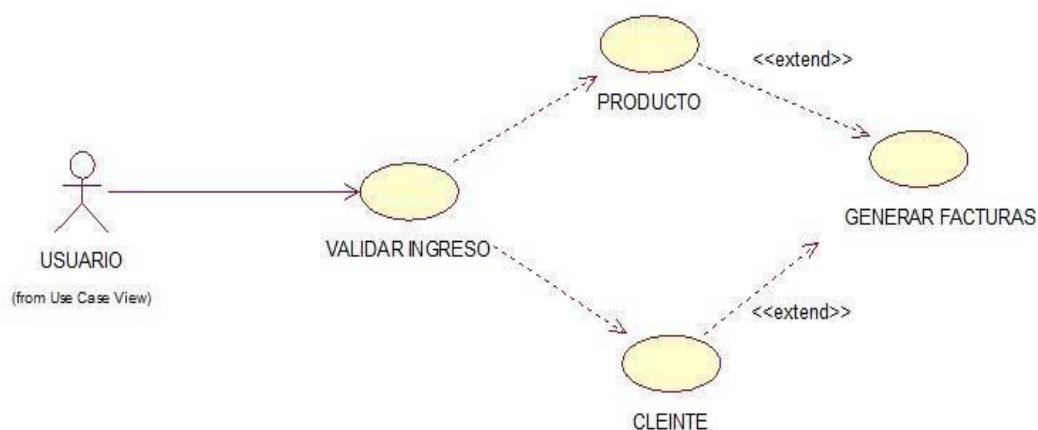 <<extend>>
PRODUCTO
GENERAR FACTURAS
VALIDAR INGRESO
USUARIO
(from Use Case View)
<<extend>>
CLEINTE